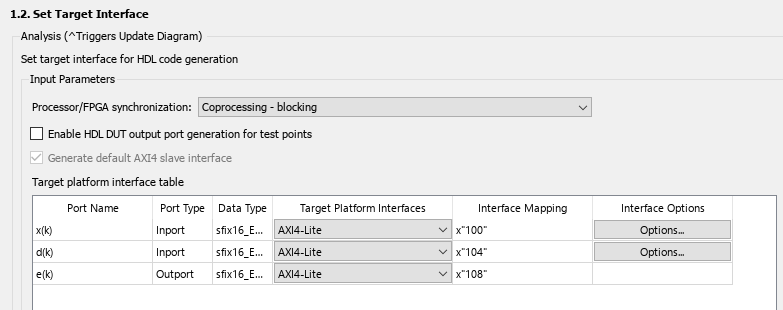 1.2. Set Target Interface
Analysis (^Triggers Update Diagram)
Set target interface for HDL code generation
Input Parameters
Processor/FPGA synchronization: Coprocessing - blocking
Enable HDL DUT output port generation for test points
Generate default AXI4 slave interface
Target platform interface table
Port Name Port Type Data Type Target Platform Interfaces Interface Mapping Interface Options
x(k) Inport sfix16_E... AXI4-Lite x"100" Options...
d(k) Inport sfix16_E... AXI4-Lite x"104" Options...
e(k) Outport sfix16_E... AXI4-Lite x"108"